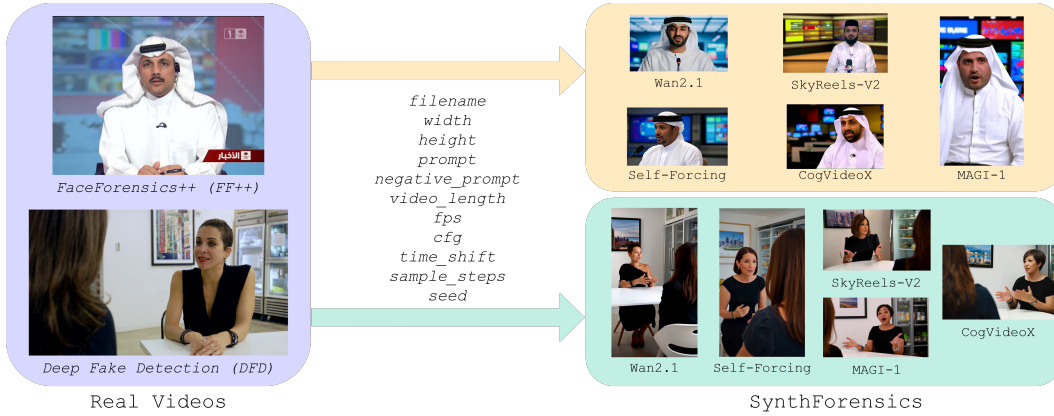 1
الأخبار
FaceForensics++ (FF++)
Deep Fake Detection (DFD)
Real Videos
filename
width
height
prompt
negative_prompt
video_length
fps
cfg
time_shift
sample_steps
seed
Wan2.1
SkyReels-V2
Self-Forcing
CogVideoX
MAGI-1
Wan2.1
Self-Forcing
SkyReels-V2
MAGI-1
CogVideoX
SynthForensics